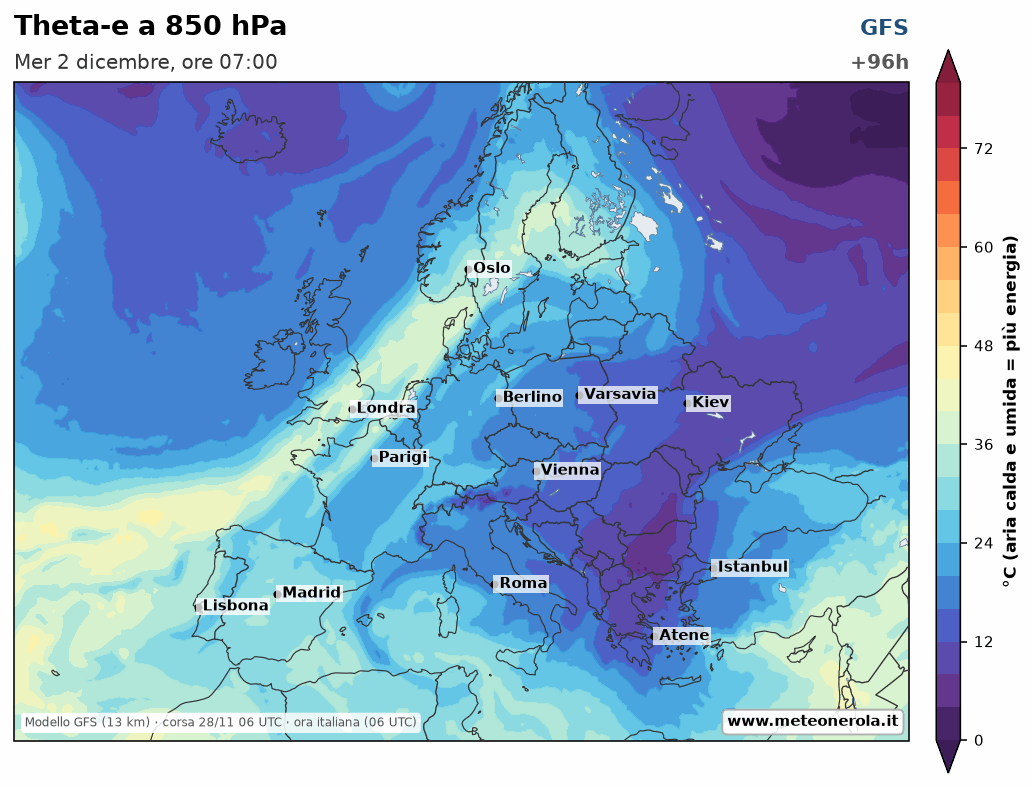 Theta-e a 850 hPa
GFS
Mer 2 dicembre, ore 07:00
+96h
Oslo
Londra
Berlino
Varsavia
Kiev
Parigi
Vienna
Istanbul
Roma
Madrid
Lisbona
Atene
Modello GFS (13 km) · corsa 28/11 06 UTC · ora italiana (06 UTC)
www.meteonerola.it
72
60
48
36
24
12
0
°C (aria calda e umida = più energia)